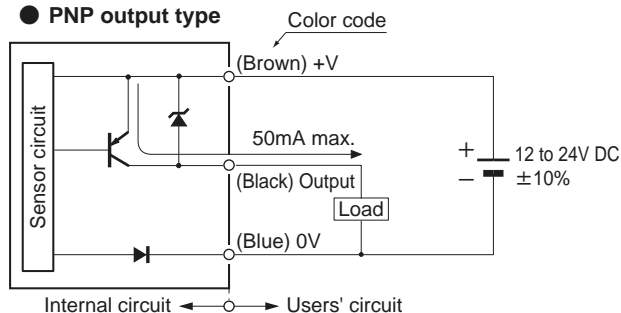 ● PNP output type
Color code
(Brown) +V
Sensor circuit
50mA max.
+
−
12 to 24V DC
±10%
(Black) Output
Load
(Blue) 0V
Internal circuit
Users' circuit